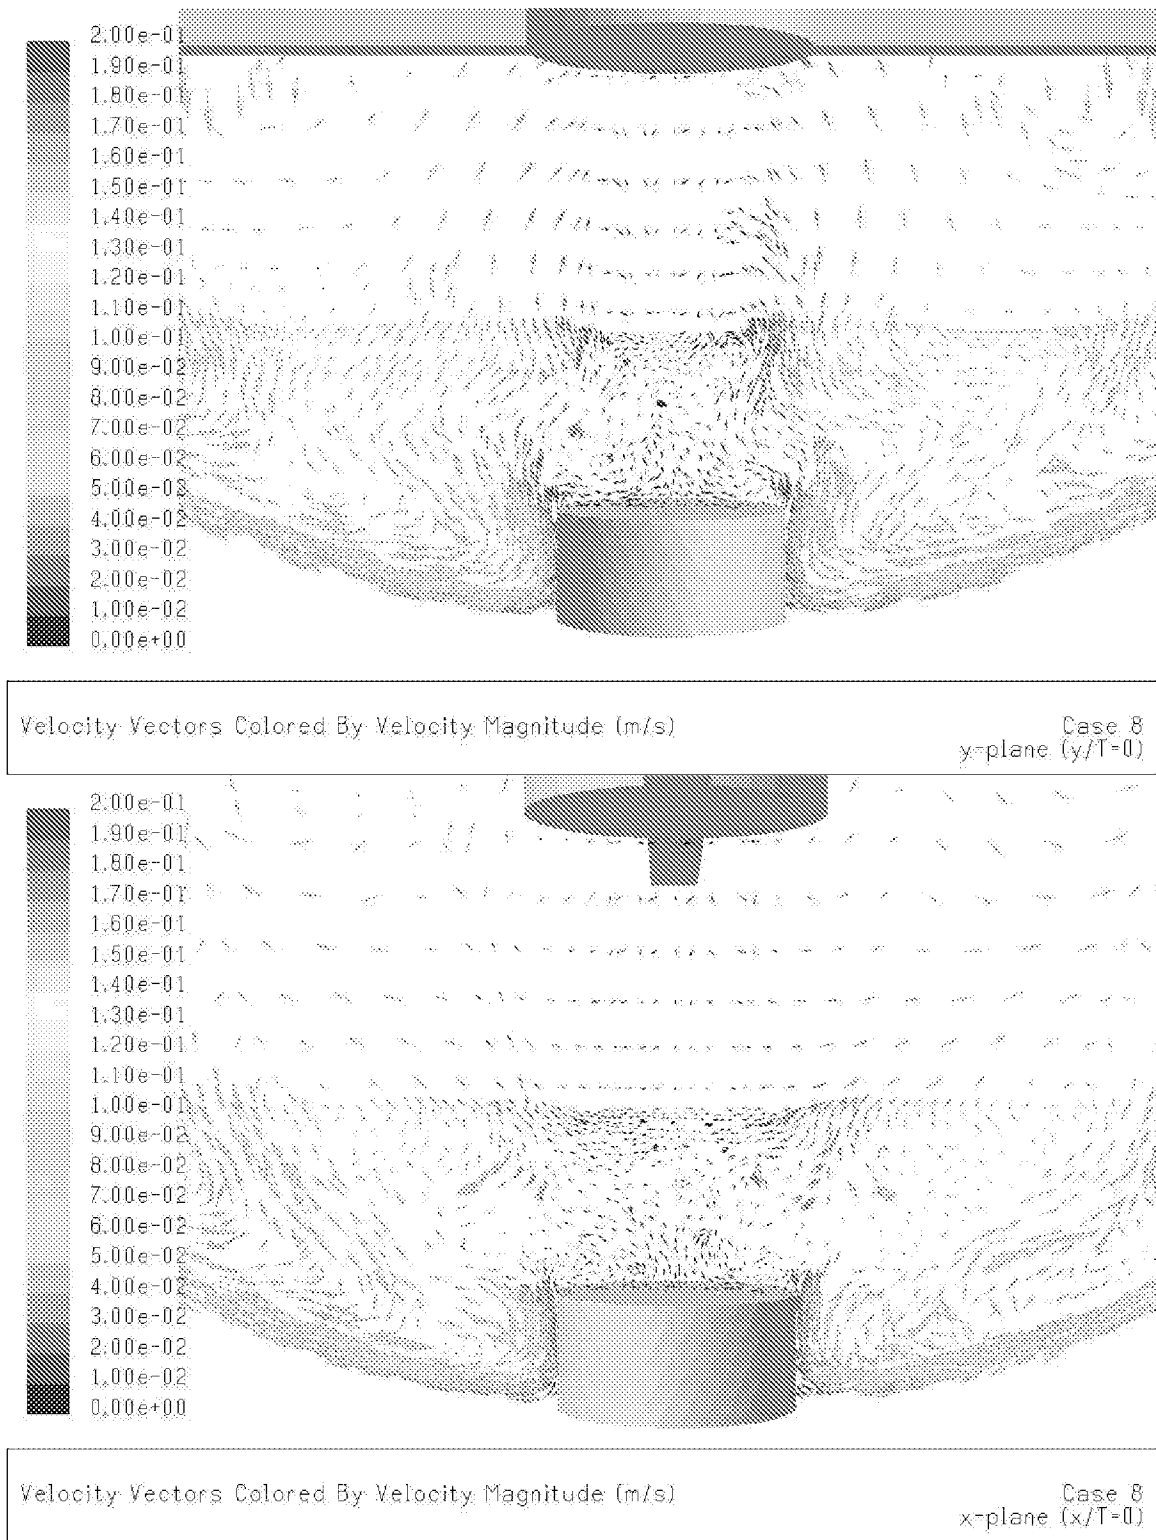 2.00e-01
1.90e-01
1.80e-01
1.70e-01
1.60e-01
1.50e-01
1.40e-01
1.30e-01
1.20e-01
1.10e-01
1.00e-01
9.00e-02
8.00e-02
7.00e-02
6.00e-02
5.00e-02
4.00e-02
3.00e-02
2.00e-02
1.00e-02
0.00e+00
Velocity Vectors Colored By Velocity Magnitude (m/s)
Case 8
y-plane (y/T=0)
2.00e-01
1.90e-01
1.80e-01
1.70e-01
1.60e-01
1.50e-01
1.40e-01
1.30e-01
1.20e-01
1.10e-01
1.00e-01
9.00e-02
8.00e-02
7.00e-02
6.00e-02
5.00e-02
4.00e-02
3.00e-02
2.00e-02
1.00e-02
0.00e+00
Velocity Vectors Colored By Velocity Magnitude (m/s)
Case 8
x-plane (x/T=0)